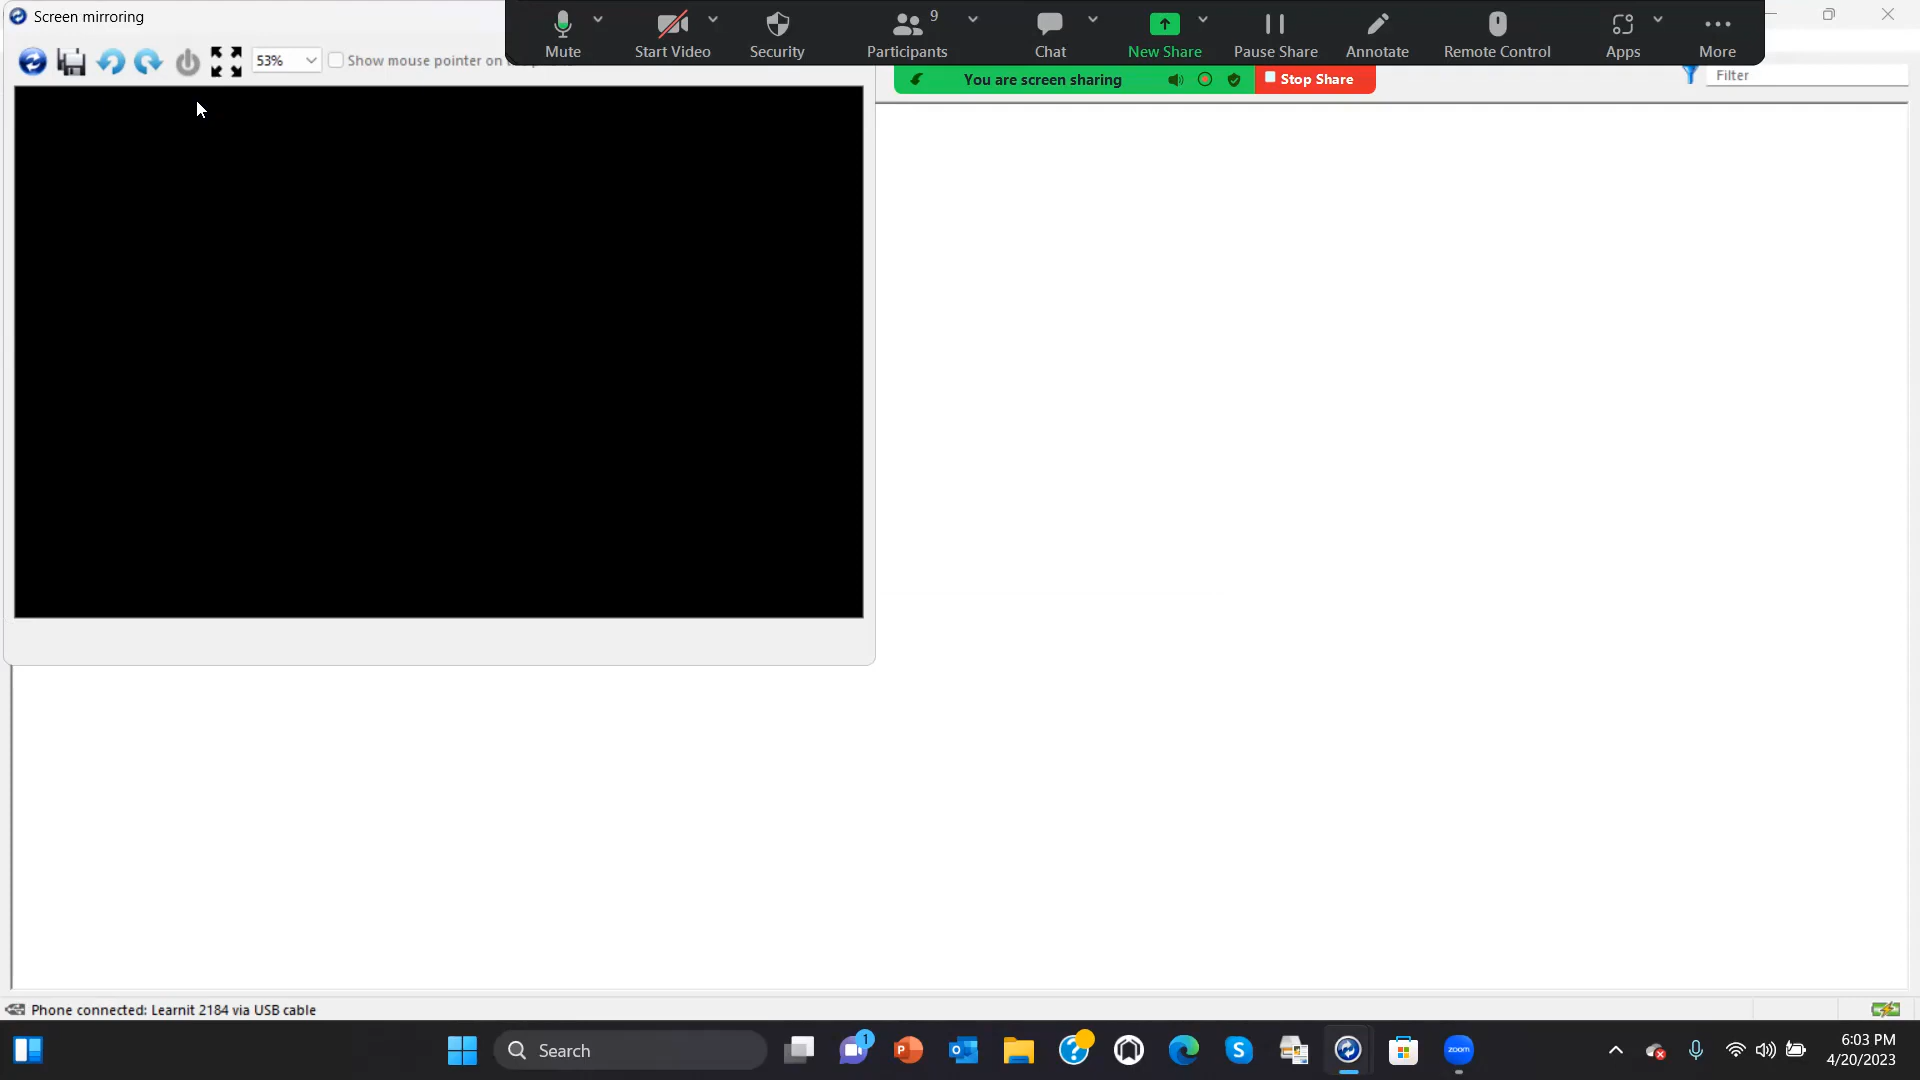 Screen mirroring
53%
Show mouse pointer on
Mute
Start Video
Security
9
Participants
Chat
New Share
Pause Share
Annotate
Remote Control
Apps
More
You are screen sharing
Stop Share
Filter
Phone connected: Learnit 2184 via USB cable
Search
1
zoom
6:03 PM
4/20/2023